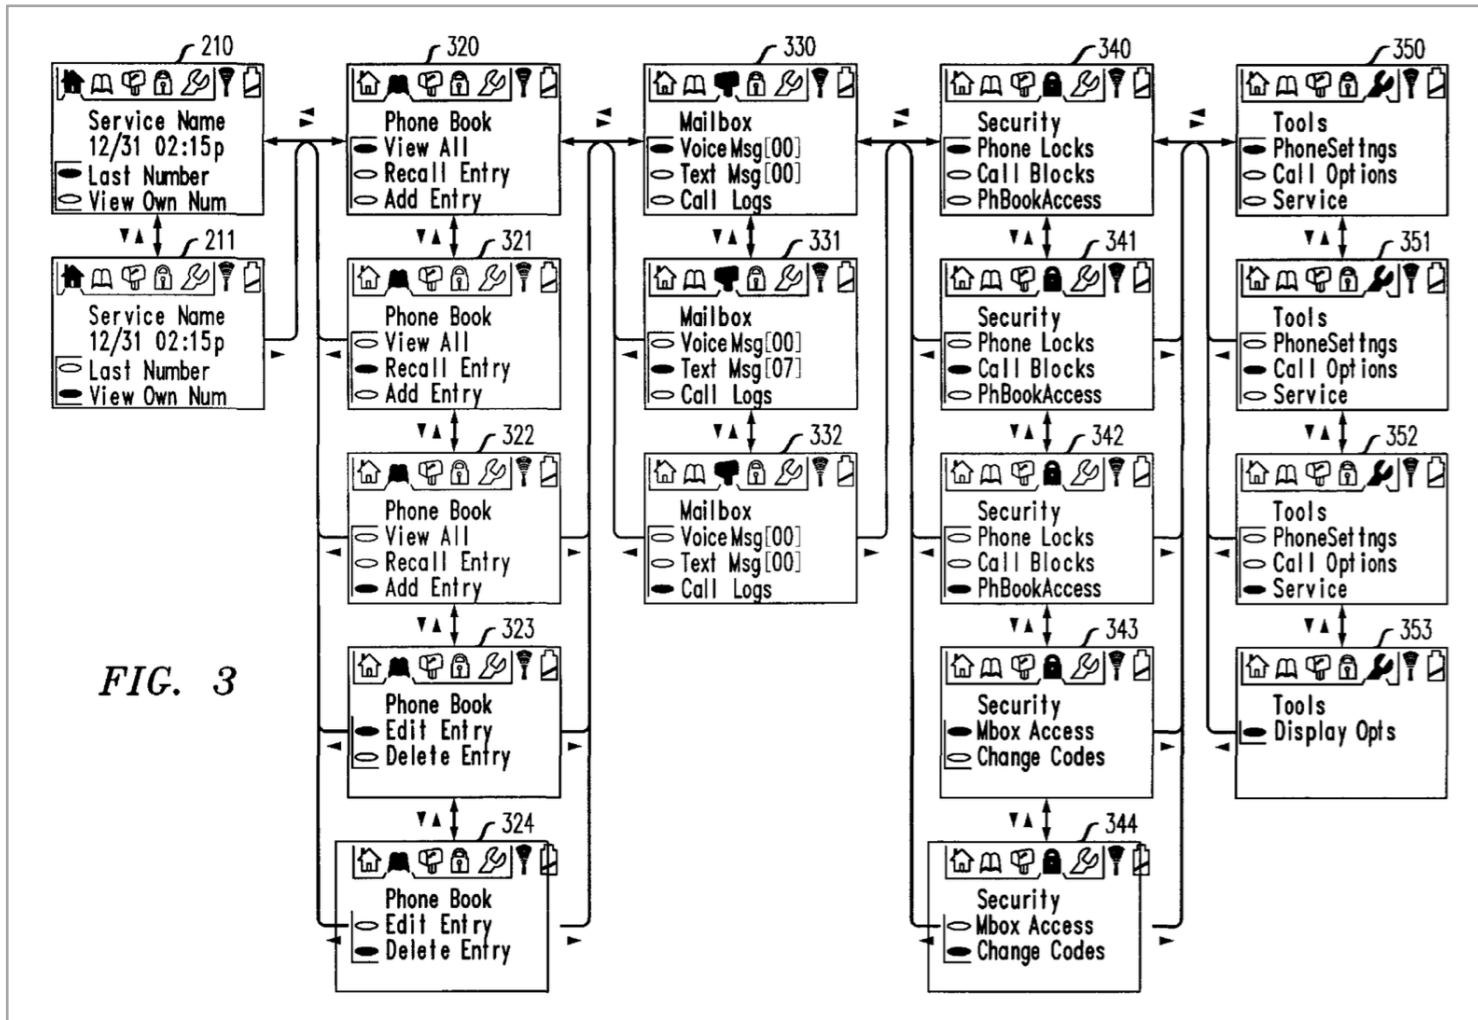 210
Service Name
12/31 02:15p
Last Number
View Own Num
211
Service Name
12/31 02:15p
Last Number
View Own Num
320
Phone Book
View All
Recall Entry
Add Entry
321
Phone Book
View All
Recall Entry
Add Entry
322
Phone Book
View All
Recall Entry
Add Entry
323
Phone Book
Edit Entry
Delete Entry
324
Phone Book
Edit Entry
Delete Entry
330
Mailbox
VoiceMsg[00]
Text Msg[00]
Call Logs
331
Mailbox
VoiceMsg[00]
Text Msg[07]
Call Logs
332
Mailbox
VoiceMsg[00]
Text Msg[00]
Call Logs
340
Security
Phone Locks
Call Blocks
PhBookAccess
341
Security
Phone Locks
Call Blocks
PhBookAccess
342
Security
Phone Locks
Call Blocks
PhBookAccess
343
Security
Mbox Access
Change Codes
344
Security
Mbox Access
Change Codes
350
Tools
PhoneSettngs
Call Options
Service
351
Tools
PhoneSettngs
Call Options
Service
352
Tools
PhoneSettngs
Call Options
Service
353
Tools
Display Opts
FIG. 3